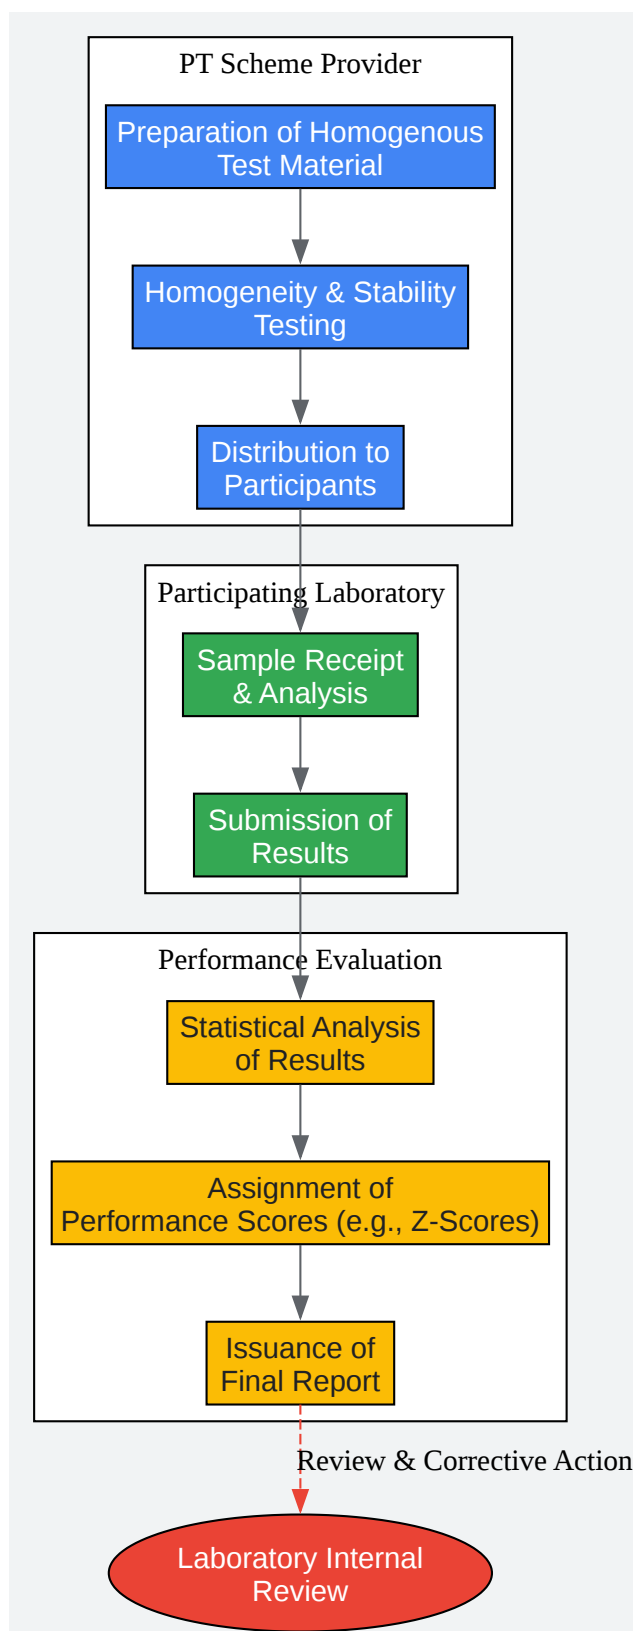 PT Scheme Provider
Preparation of Homogenous
Test Material
Homogeneity & Stability
Testing
Distribution to
Participants
Participating Laboratory
Sample Receipt
& Analysis
Submission of
Results
Performance Evaluation
Statistical Analysis
of Results
Assignment of
Performance Scores (e.g., Z-Scores)
Issuance of
Final Report
Review & Corrective Action
Laboratory Internal
Review